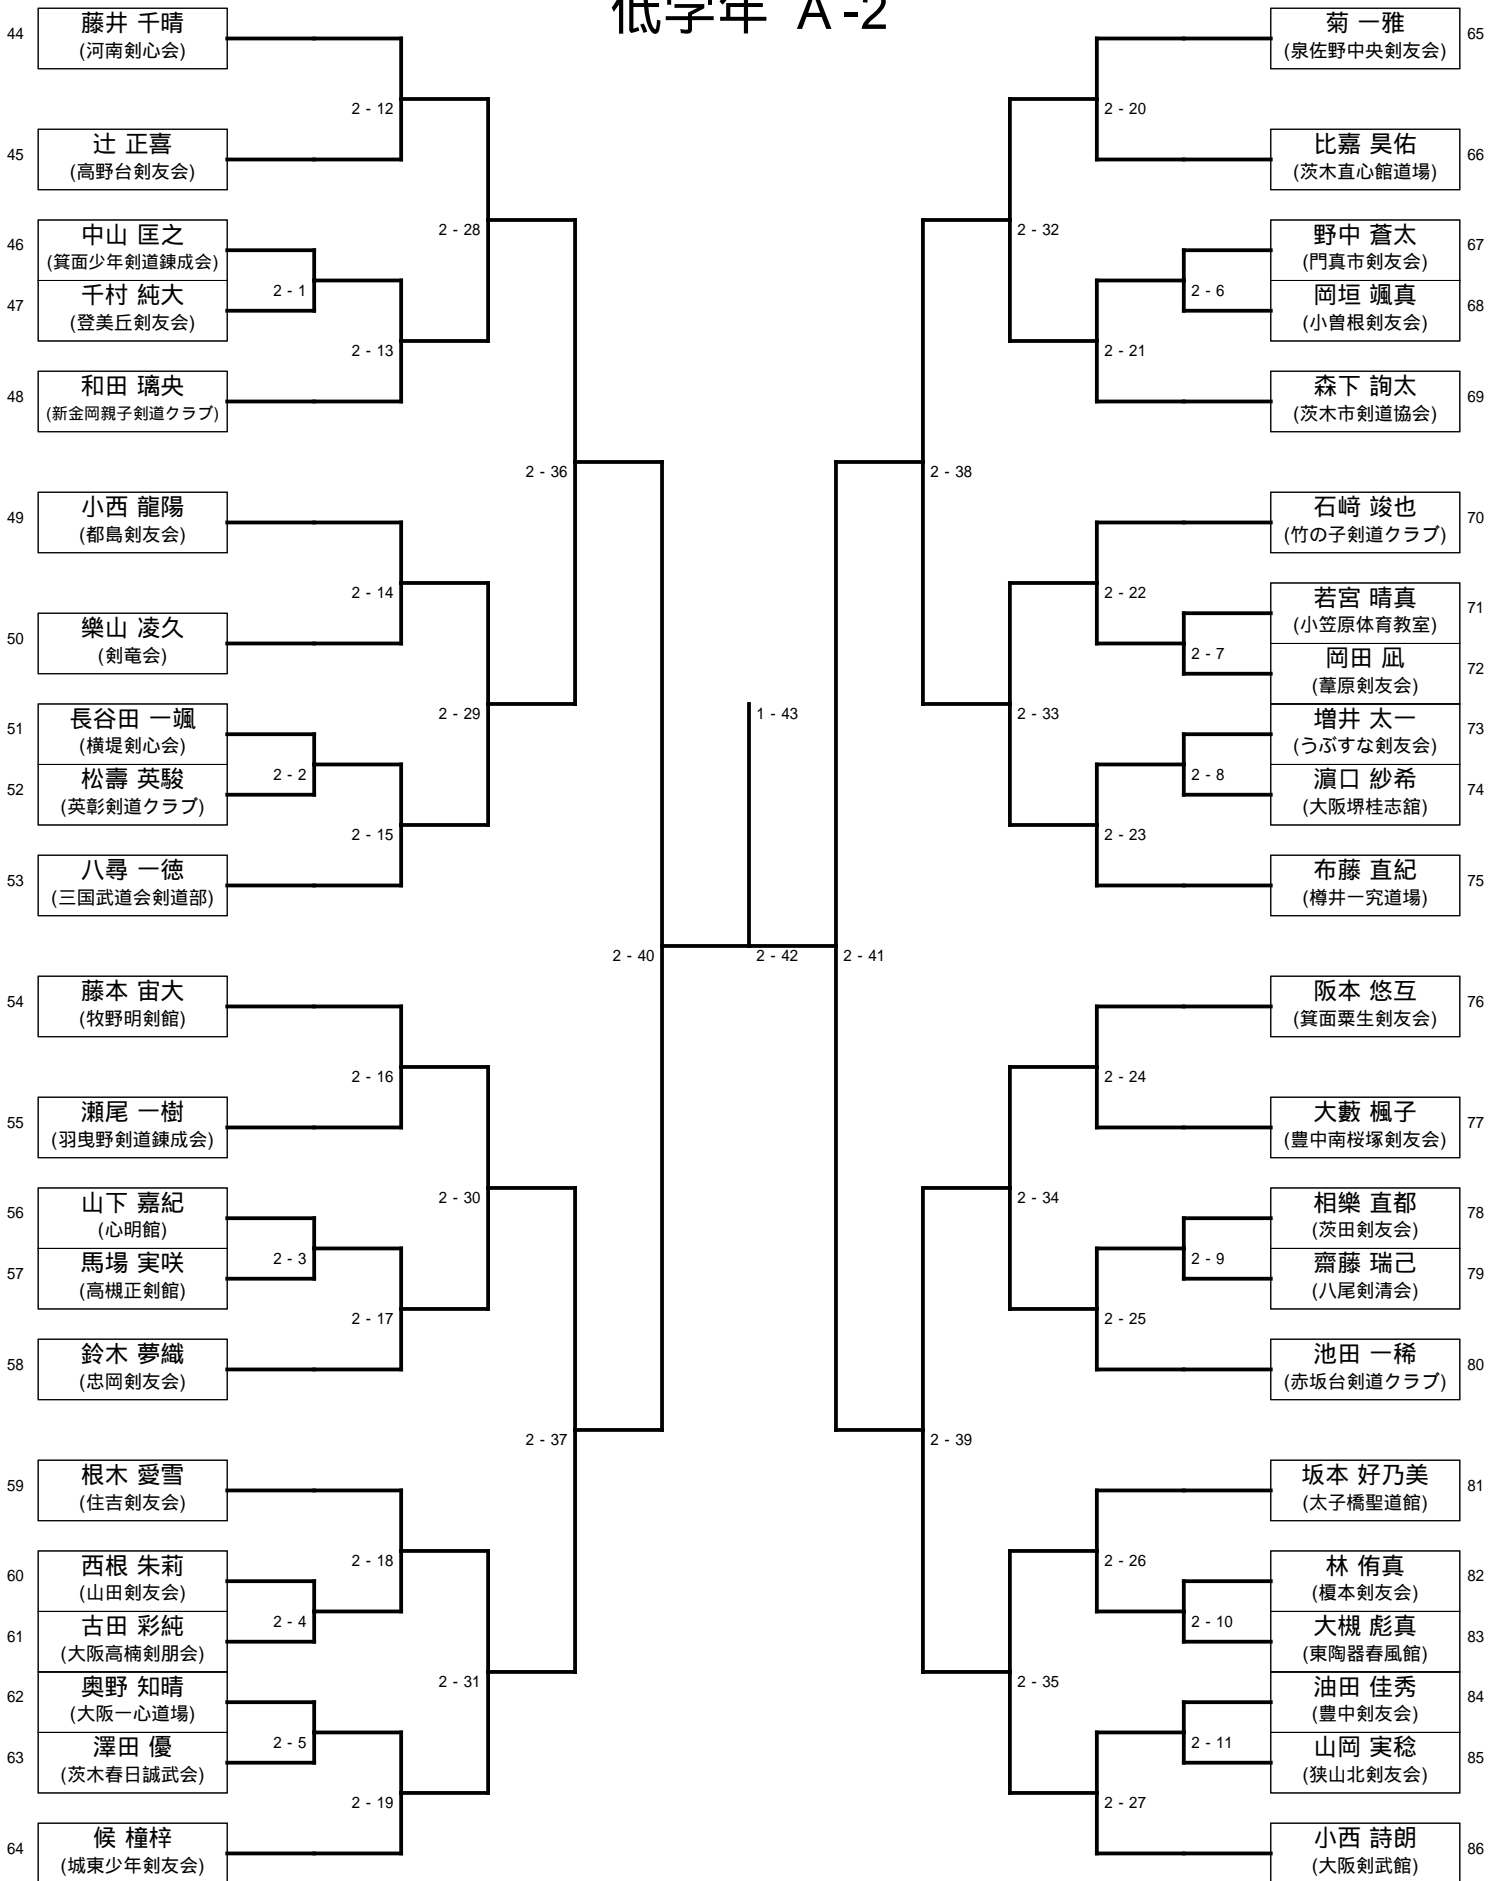 低学年 A-2
44
藤井 千晴
(河南剣心会)
45
辻 正喜
(高野台剣友会)
46
中山 匡之
(箕面少年剣道錬成会)
47
千村 純大
(登美丘剣友会)
48
和田 璃央
(新金岡親子剣道クラブ)
49
小西 龍陽
(都島剣友会)
50
樂山 凌久
(剣竜会)
51
長谷田 一颯
(横堤剣心会)
52
松壽 英駿
(英彰剣道クラブ)
53
八尋 一徳
(三国武道会剣道部)
54
藤本 宙大
(牧野明剣館)
55
瀬尾 一樹
(羽曳野剣道錬成会)
56
山下 嘉紀
(心明館)
57
馬場 実咲
(高槻正剣館)
58
鈴木 夢織
(忠岡剣友会)
59
根木 愛雪
(住吉剣友会)
60
西根 朱莉
(山田剣友会)
61
古田 彩純
(大阪高楠剣朋会)
62
奥野 知晴
(大阪一心道場)
63
澤田 優
(茨木春日誠武会)
64
候 橦梓
(城東少年剣友会)
2 - 1
2 - 2
2 - 3
2 - 4
2 - 5
2 - 12
2 - 13
2 - 14
2 - 15
2 - 16
2 - 17
2 - 18
2 - 19
2 - 28
2 - 29
2 - 30
2 - 31
2 - 36
2 - 37
2 - 40
1 - 43
2 - 42
2 - 41
2 - 38
2 - 39
2 - 32
2 - 33
2 - 34
2 - 35
2 - 20
2 - 21
2 - 22
2 - 23
2 - 24
2 - 25
2 - 26
2 - 27
2 - 6
2 - 7
2 - 8
2 - 9
2 - 10
2 - 11
菊 一雅
(泉佐野中央剣友会)
65
比嘉 昊佑
(茨木直心館道場)
66
野中 蒼太
(門真市剣友会)
67
岡垣 颯真
(小曽根剣友会)
68
森下 詢太
(茨木市剣道協会)
69
石﨑 竣也
(竹の子剣道クラブ)
70
若宮 晴真
(小笠原体育教室)
71
岡田 凪
(葦原剣友会)
72
増井 太一
(うぶすな剣友会)
73
濵口 紗希
(大阪堺桂志舘)
74
布藤 直紀
(樽井一究道場)
75
阪本 悠互
(箕面粟生剣友会)
76
大藪 楓子
(豊中南桜塚剣友会)
77
相樂 直都
(茨田剣友会)
78
齋藤 瑞己
(八尾剣清会)
79
池田 一稀
(赤坂台剣道クラブ)
80
坂本 好乃美
(太子橋聖道館)
81
林 侑真
(榎本剣友会)
82
大槻 彪真
(東陶器春風館)
83
油田 佳秀
(豊中剣友会)
84
山岡 実稔
(狭山北剣友会)
85
小西 詩朗
(大阪剣武館)
86